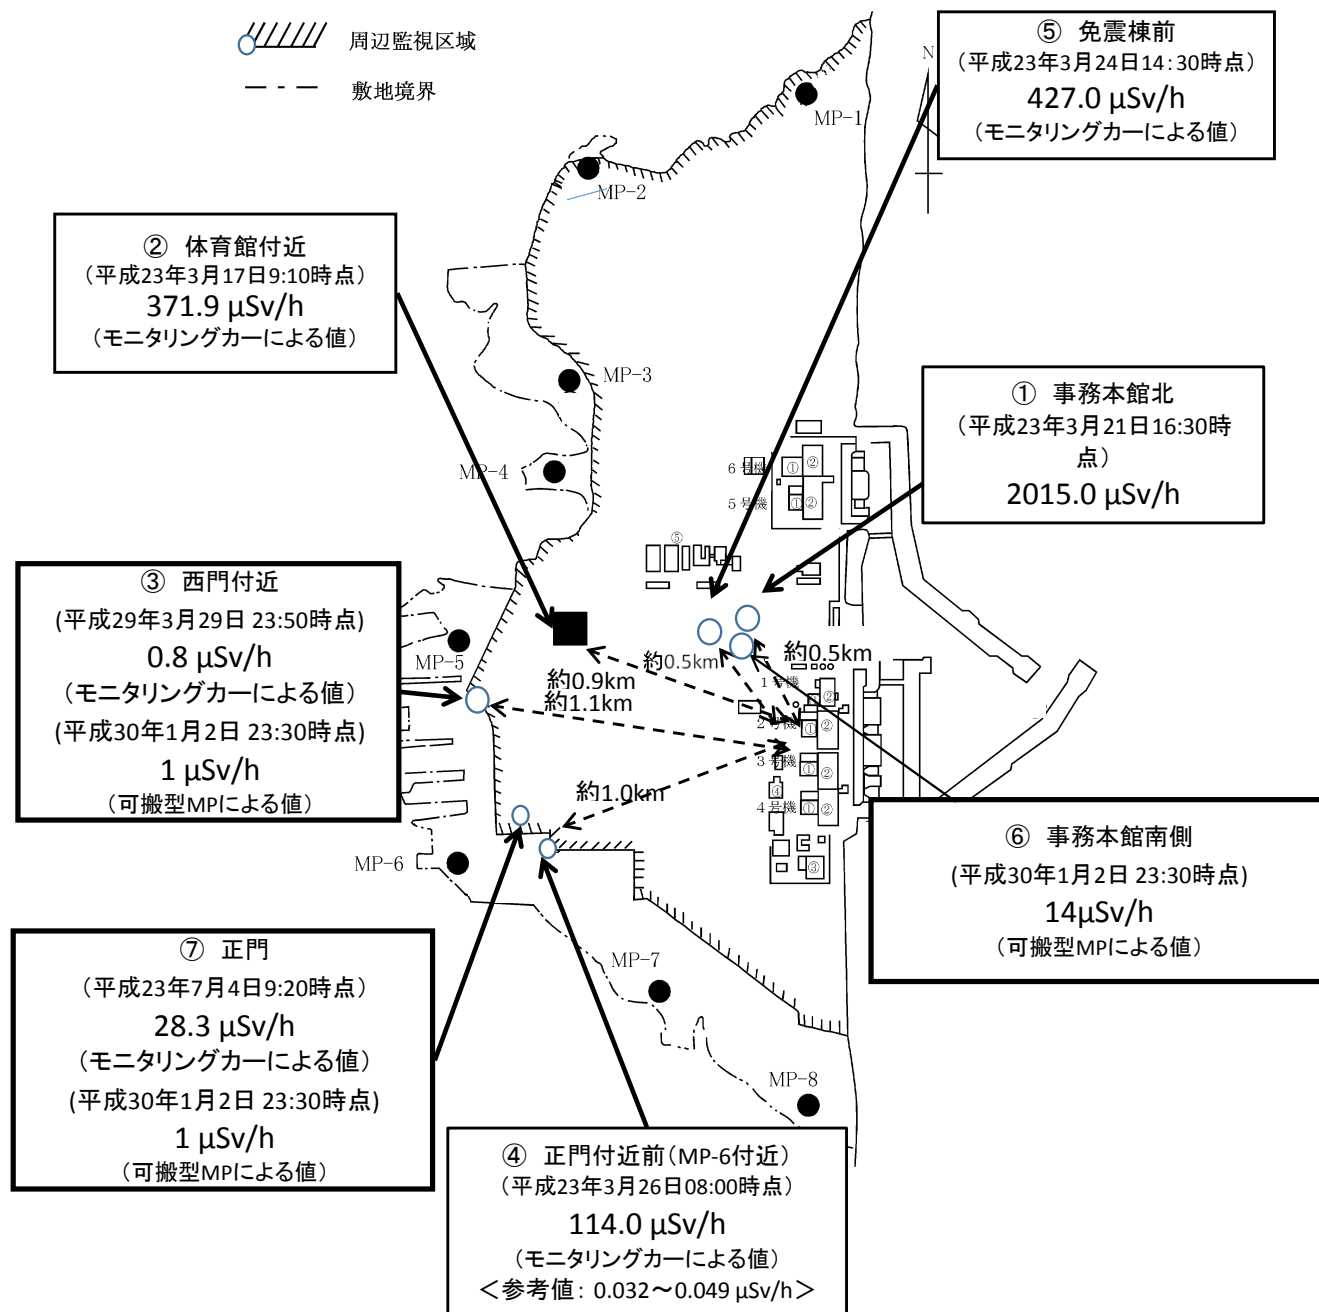 周辺監視区域
敷地境界
⑤ 免震棟前
(平成23年3月24日14:30時点)
427.0 μSv/h
(モニタリングカーによる値)
N
MP-1
MP-2
② 体育館付近
(平成23年3月17日9:10時点)
371.9 μSv/h
(モニタリングカーによる値)
MP-3
MP-4
① 事務本館北
(平成23年3月21日16:30時
点)
2015.0 μSv/h
6号機
①
②
5号機
①
②
⑤
③ 西門付近
(平成29年3月29日 23:50時点)
0.8 μSv/h
(モニタリングカーによる値)
(平成30年1月2日 23:30時点)
1 μSv/h
(可搬型MPによる値)
MP-5
約0.5km
約0.5km
約0.9km
約1.1km
1号機
②
2号機
①
②
3号機
①
②
④
4号機
①
②
③
約1.0km
MP-6
⑥ 事務本館南側
(平成30年1月2日 23:30時点)
14μSv/h
(可搬型MPによる値)
⑦ 正門
(平成23年7月4日9:20時点)
28.3 μSv/h
(モニタリングカーによる値)
(平成30年1月2日 23:30時点)
1 μSv/h
(可搬型MPによる値)
MP-7
MP-8
④ 正門付近前(MP-6付近)
(平成23年3月26日08:00時点)
114.0 μSv/h
(モニタリングカーによる値)
<参考値: 0.032~0.049 μSv/h>